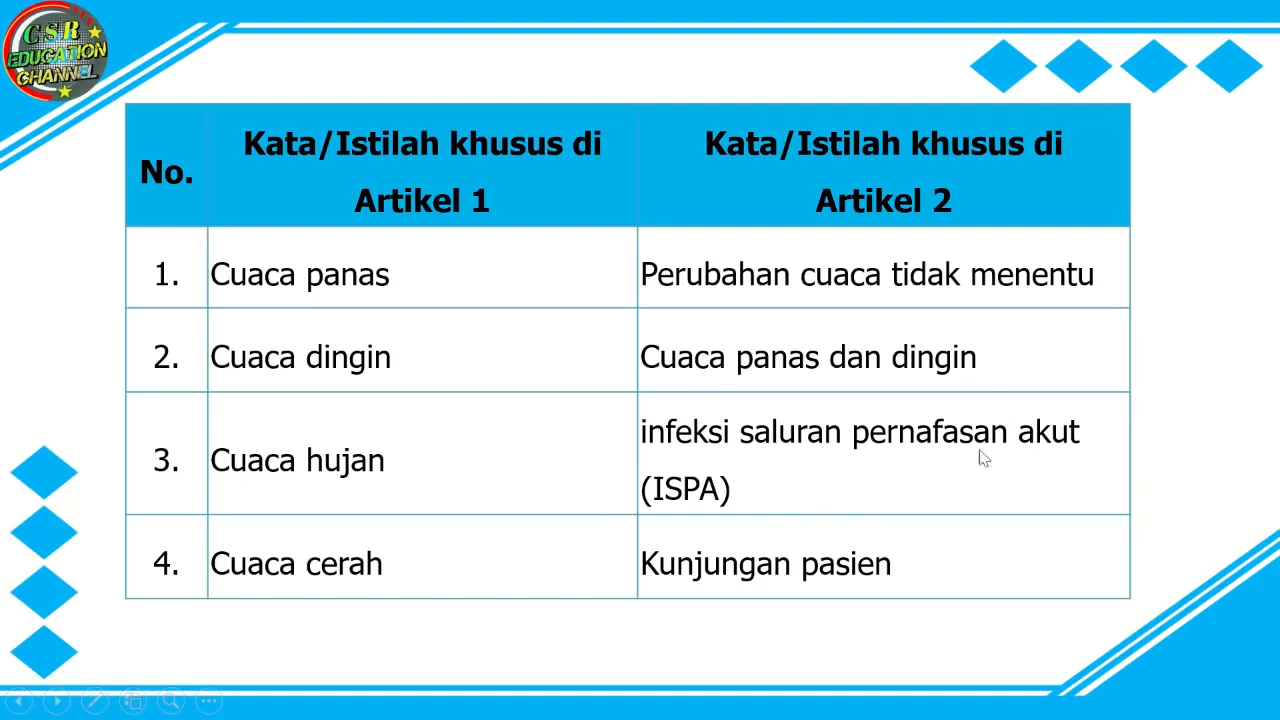 CSR
EDUCATION
CHANNEL
No.
Kata/Istilah khusus di
Artikel 1
Kata/Istilah khusus di
Artikel 2
1.
Cuaca panas
Perubahan cuaca tidak menentu
2.
Cuaca dingin
Cuaca panas dan dingin
3.
Cuaca hujan
infeksi saluran pernafasan akut
(ISPA)
4.
Cuaca cerah
Kunjungan pasien